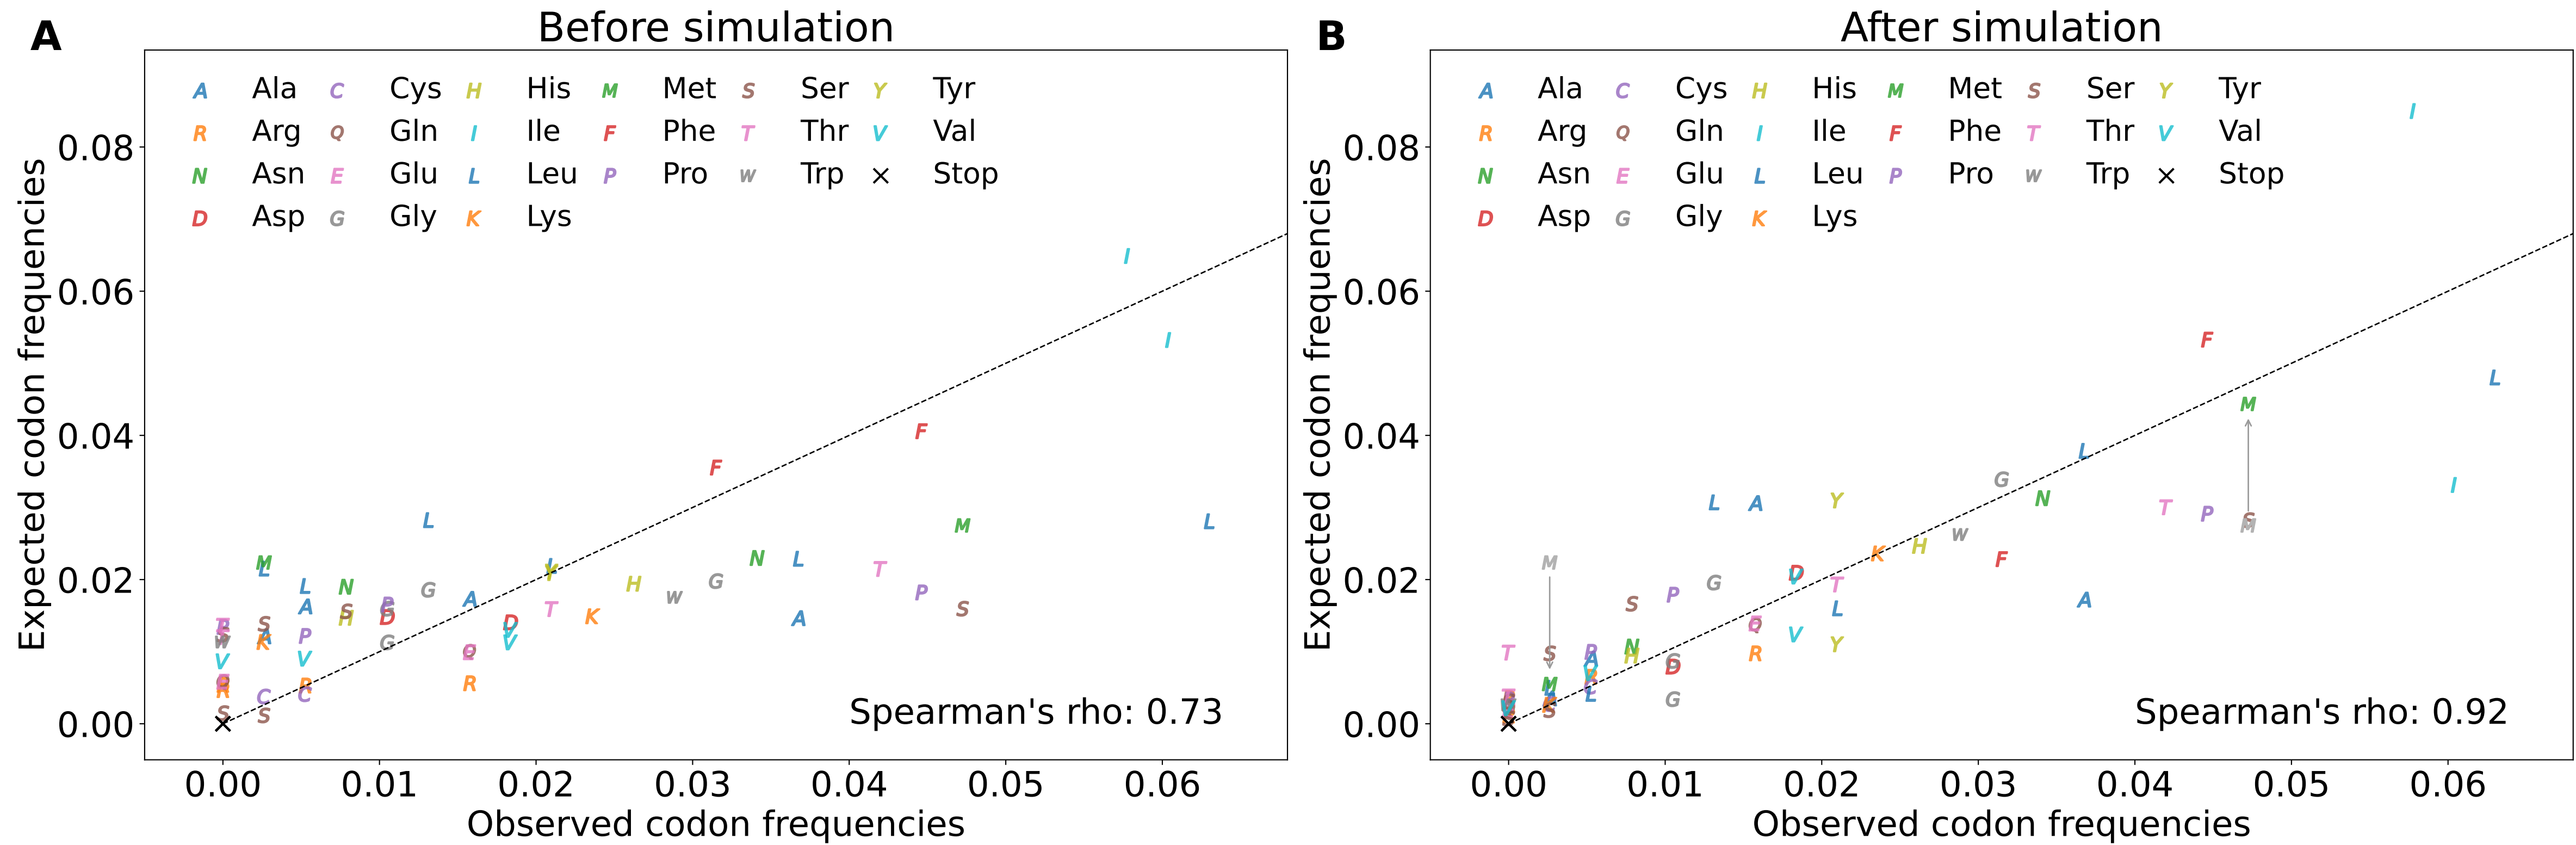 A
Before simulation
A Ala C Cys H His M Met S Ser Y Tyr
R Arg Q Gln I Ile F Phe T Thr V Val
N Asn E Glu L Leu P Pro W Trp × Stop
D Asp G Gly K Lys
Expected codon frequencies
0.08
0.06
0.04
0.02
0.00
Spearman's rho: 0.73
0.00 0.01 0.02 0.03 0.04 0.05 0.06
Observed codon frequencies
B
After simulation
A Ala C Cys H His M Met S Ser Y Tyr
R Arg Q Gln I Ile F Phe T Thr V Val
N Asn E Glu L Leu P Pro W Trp × Stop
D Asp G Gly K Lys
Expected codon frequencies
0.08
0.06
0.04
0.02
0.00
Spearman's rho: 0.92
0.00 0.01 0.02 0.03 0.04 0.05 0.06
Observed codon frequencies